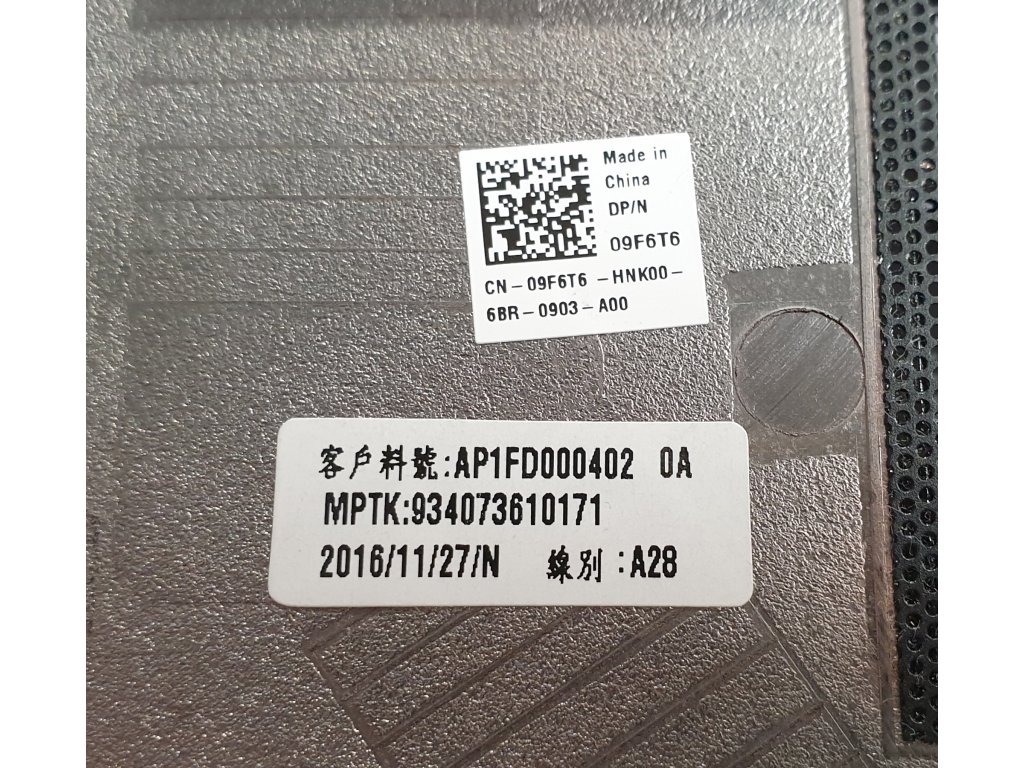 Made in
China
DP/N
09F6T6
CN-09F6T6-HNK00-
6BR-0903-A00
客戶料號:AP1FD000402 0A
MPTK:934073610171
2016/11/27/N 線別:A28